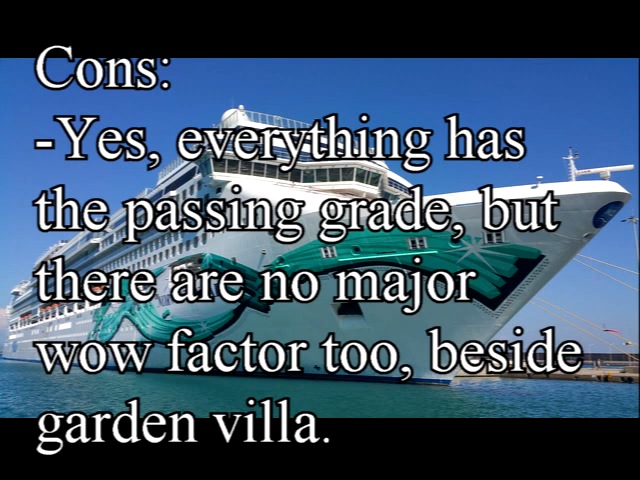 Cons:
-Yes, everything has
the passing grade, but
there are no major
wow factor too, beside
garden villa.